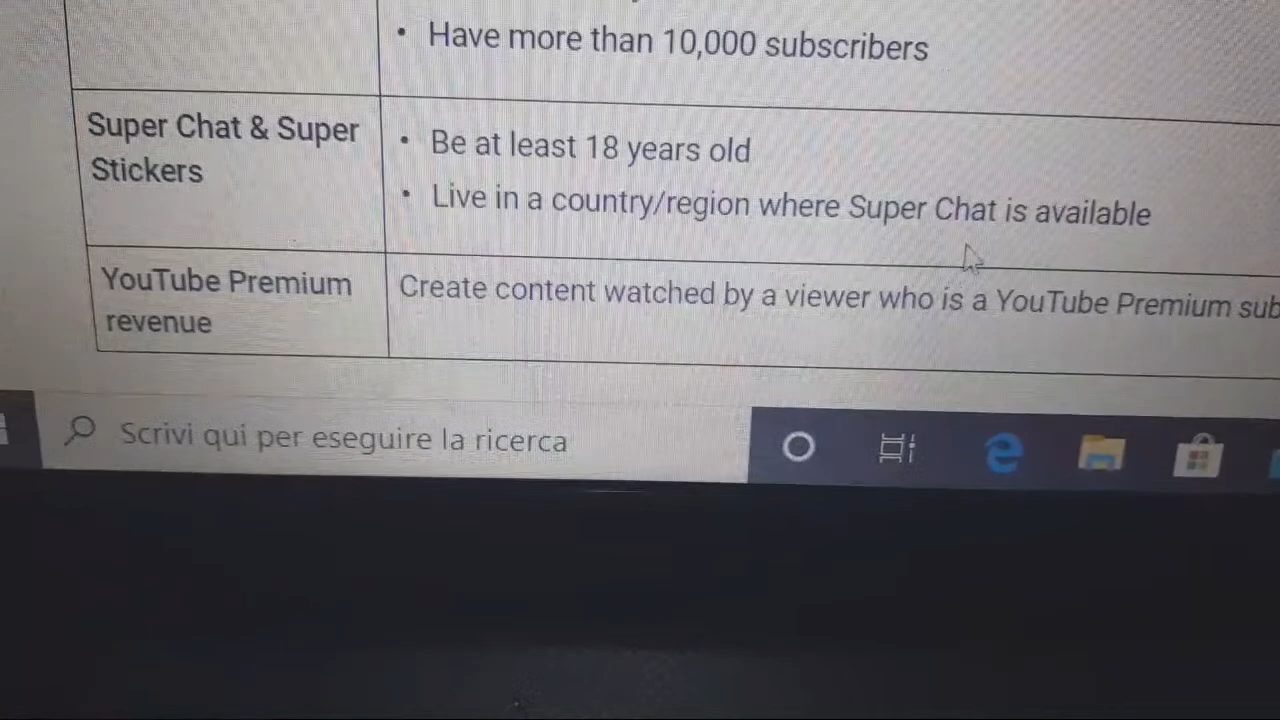 • Have more than 10,000 subscribers
Super Chat & Super
Stickers
• Be at least 18 years old
• Live in a country/region where Super Chat is available
YouTube Premium
revenue
Create content watched by a viewer who is a YouTube Premium sub
Scrivi qui per eseguire la ricerca